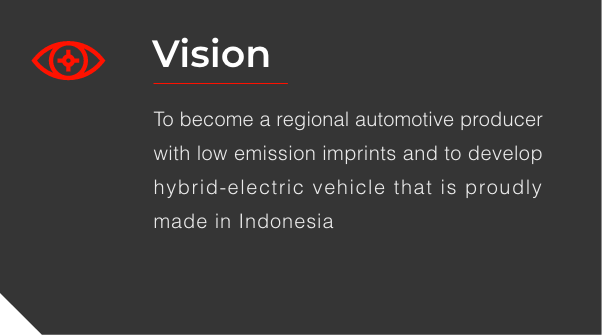 Vision
To become a regional automotive producer
with low emission imprints and to develop
hybrid-electric vehicle that is proudly
made in Indonesia